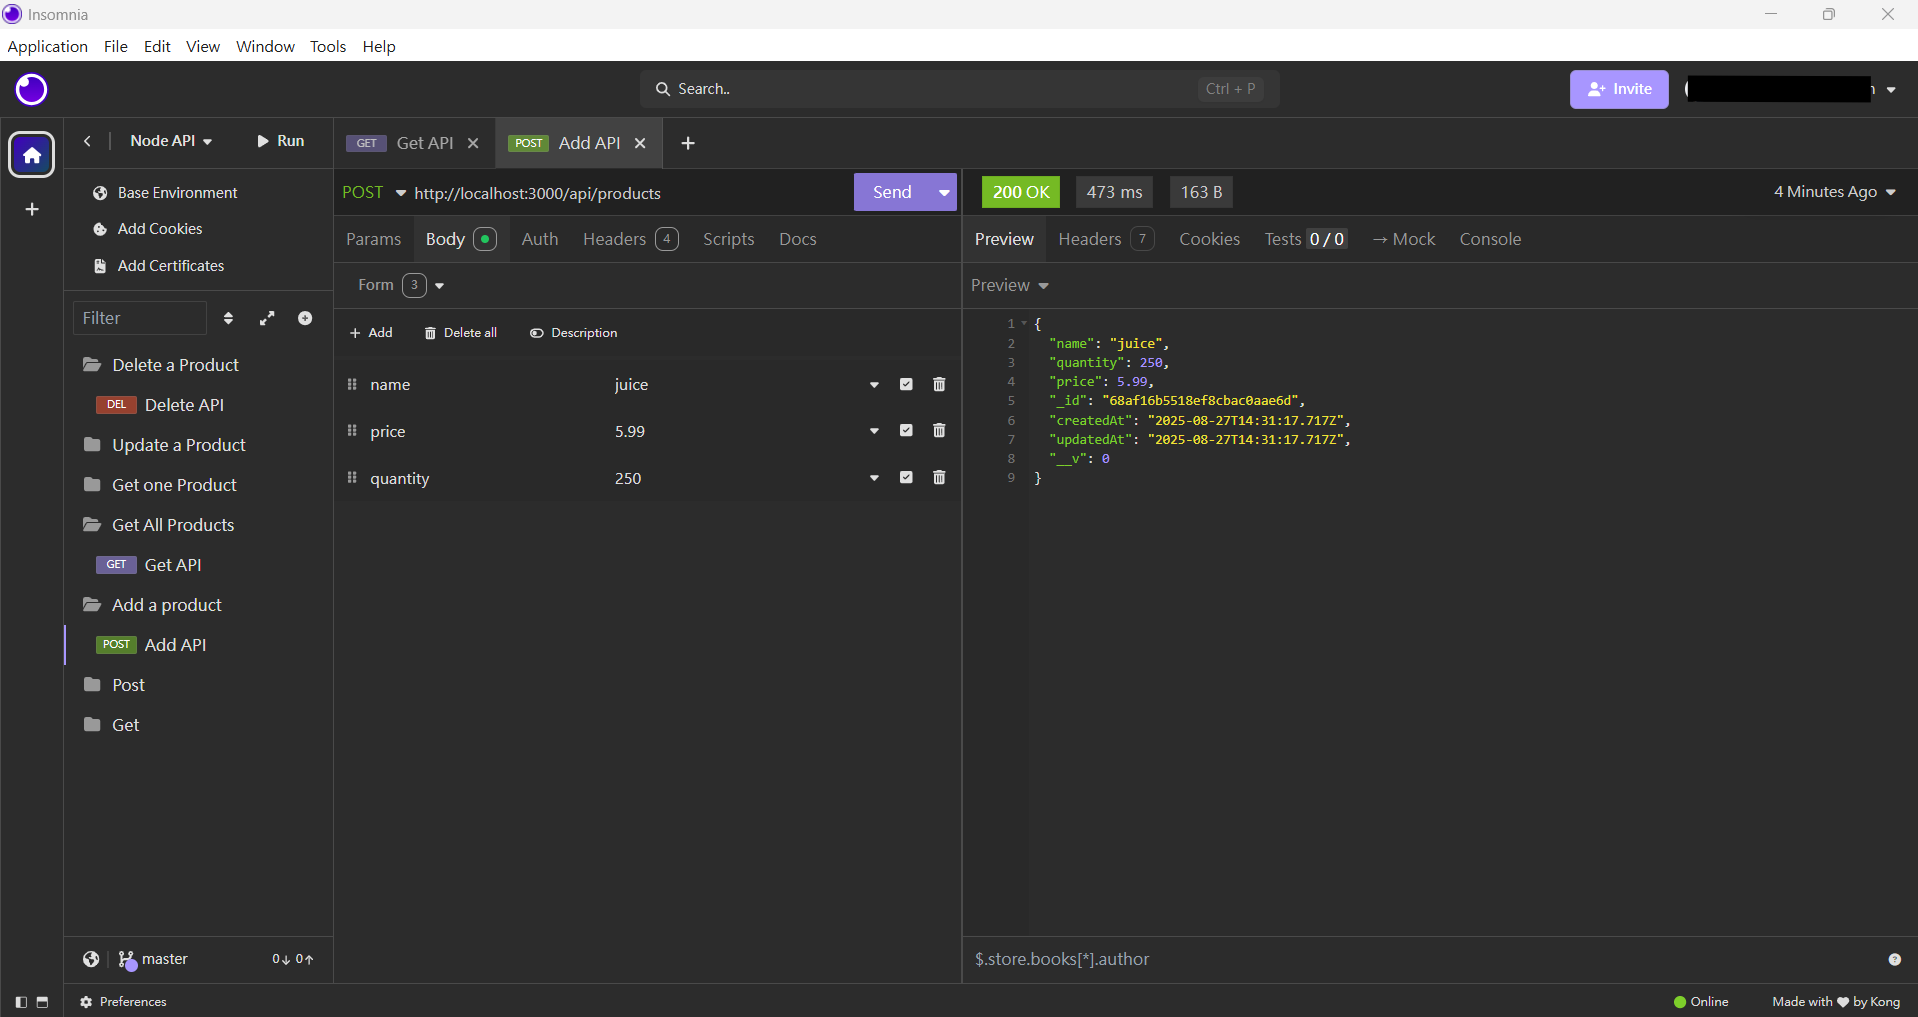 Insomnia
Application File Edit View Window Tools Help
Search.. Ctrl + P
Invite
Node API
Run
GET Get API
POST Add API
Base Environment
Add Cookies
Add Certificates
Filter
Delete a Product
DEL Delete API
Update a Product
Get one Product
Get All Products
GET Get API
Add a product
POST Add API
Post
Get
master 0↓ 0↑
POST http://localhost:3000/api/products Send
Params Body Auth Headers 4 Scripts Docs
Form 3
+ Add Delete all Description
name juice
price 5.99
quantity 250
200 OK 473 ms 163 B 4 Minutes Ago
Preview Headers 7 Cookies Tests 0 / 0 → Mock Console
Preview
1 {
2 "name": "juice",
3 "quantity": 250,
4 "price": 5.99,
5 "_id": "68af16b5518ef8cbac0aae6d",
6 "createdAt": "2025-08-27T14:31:17.717Z",
7 "updatedAt": "2025-08-27T14:31:17.717Z",
8 "__v": 0
9 }
$.store.books[*].author
Preferences
Online
Made with ♥ by Kong